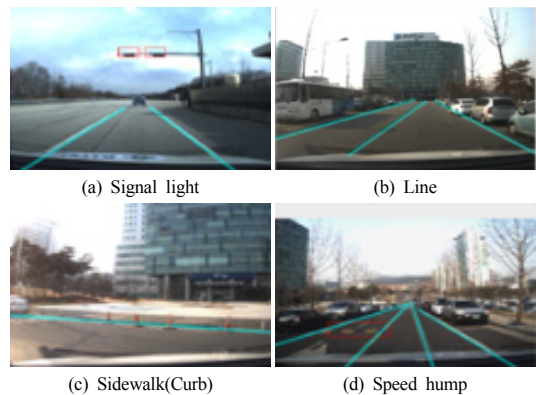 (a) Signal light
(b) Line
(c) Sidewalk(Curb)
(d) Speed hump